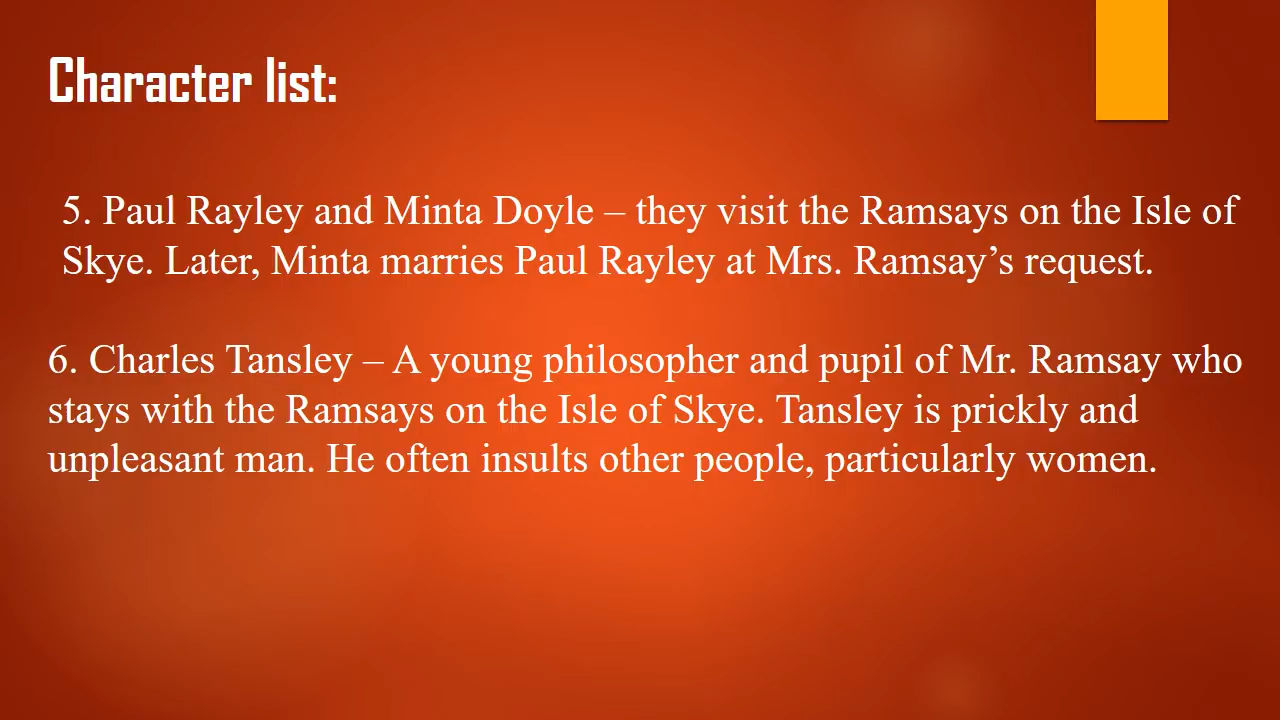 Character list:
5. Paul Rayley and Minta Doyle – they visit the Ramsays on the Isle of
Skye. Later, Minta marries Paul Rayley at Mrs. Ramsay’s request.
6. Charles Tansley – A young philosopher and pupil of Mr. Ramsay who
stays with the Ramsays on the Isle of Skye. Tansley is prickly and
unpleasant man. He often insults other people, particularly women.